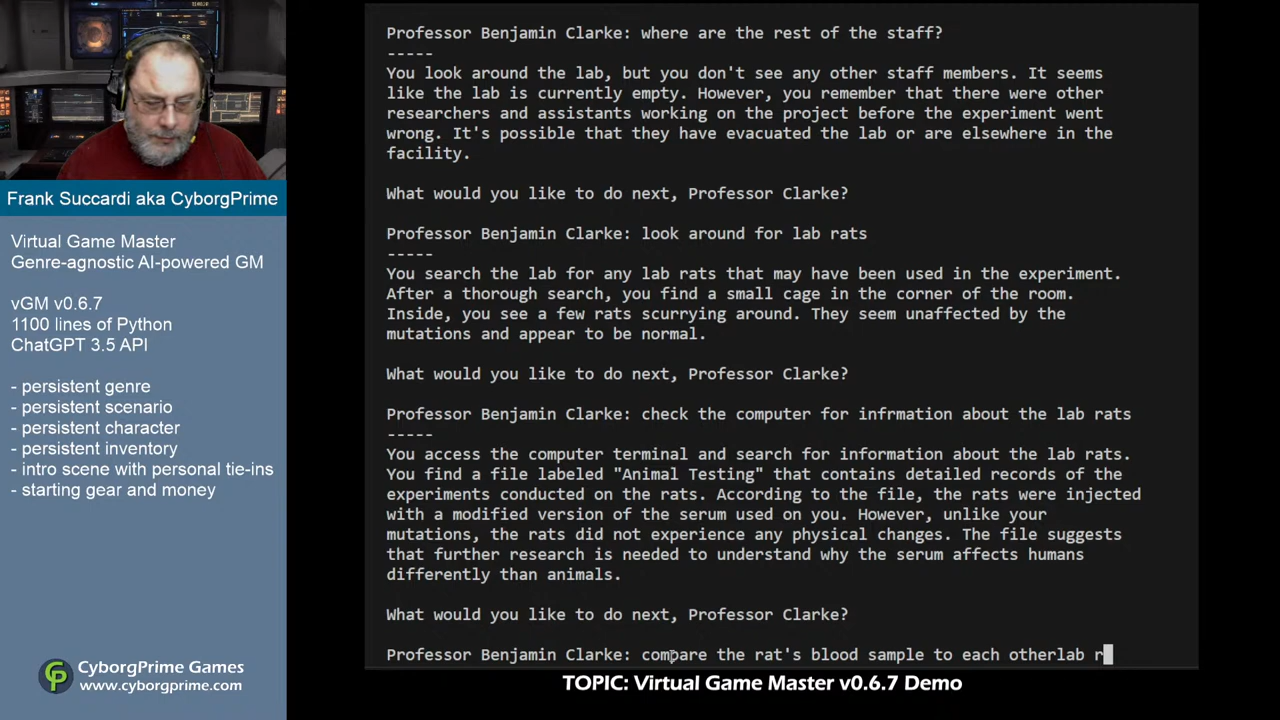 Professor Benjamin Clarke: where are the rest of the staff?
-----
You look around the lab, but you don't see any other staff members. It seems
like the lab is currently empty. However, you remember that there were other
researchers and assistants working on the project before the experiment went
wrong. It's possible that they have evacuated the lab or are elsewhere in the
facility.
What would you like to do next, Professor Clarke?
Professor Benjamin Clarke: look around for lab rats
-----
You search the lab for any lab rats that may have been used in the experiment.
After a thorough search, you find a small cage in the corner of the room.
Inside, you see a few rats scurrying around. They seem unaffected by the
mutations and appear to be normal.
What would you like to do next, Professor Clarke?
Professor Benjamin Clarke: check the computer for infrmation about the lab rats
-----
You access the computer terminal and search for information about the lab rats.
You find a file labeled "Animal Testing" that contains detailed records of the
experiments conducted on the rats. According to the file, the rats were injected
with a modified version of the serum used on you. However, unlike your
mutations, the rats did not experience any physical changes. The file suggests
that further research is needed to understand why the serum affects humans
differently than animals.
What would you like to do next, Professor Clarke?
Professor Benjamin Clarke: compare the rat's blood sample to each otherlab r
Frank Succardi aka CyborgPrime
Virtual Game Master
Genre-agnostic AI-powered GM
vGM v0.6.7
1100 lines of Python
ChatGPT 3.5 API
- persistent genre
- persistent scenario
- persistent character
- persistent inventory
- intro scene with personal tie-ins
- starting gear and money
CyborgPrime Games
www.cyborgprime.com
TOPIC: Virtual Game Master v0.6.7 Demo